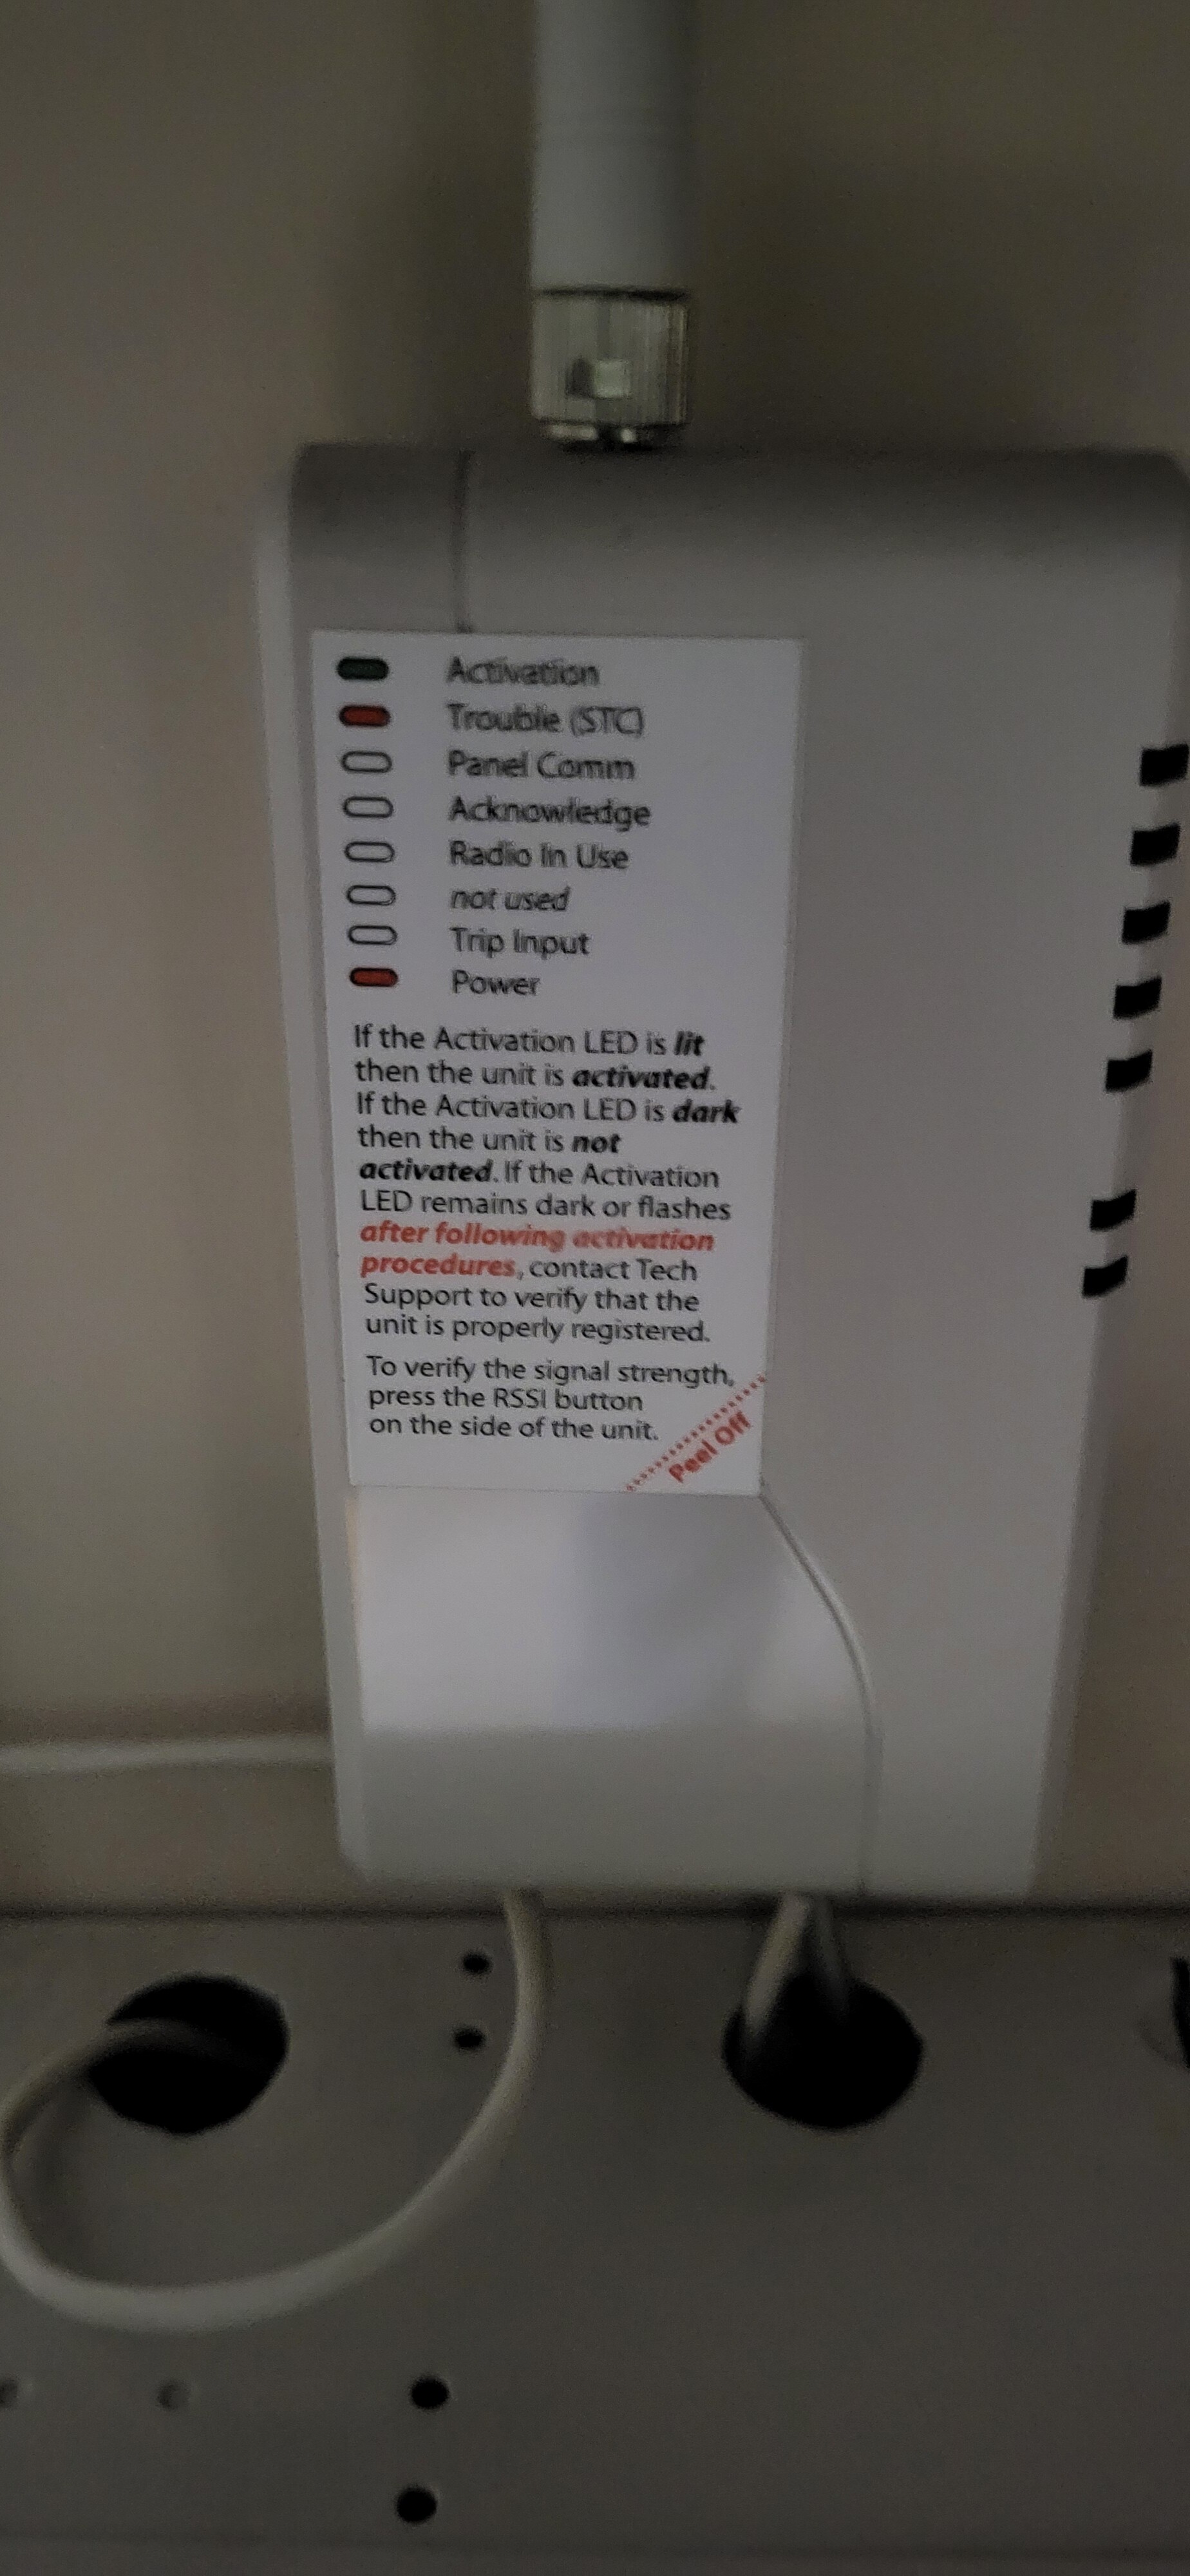 Activation
Trouble (STC)
Panel Comm
Acknowledge
Radio In Use
not used
Trip Input
Power
If the Activation LED is lit
then the unit is activated.
If the Activation LED is dark
then the unit is not
activated. If the Activation
LED remains dark or flashes
after following activation
procedures, contact Tech
Support to verify that the
unit is properly registered.
To verify the signal strength,
press the RSSI button
on the side of the unit.
Peel Off